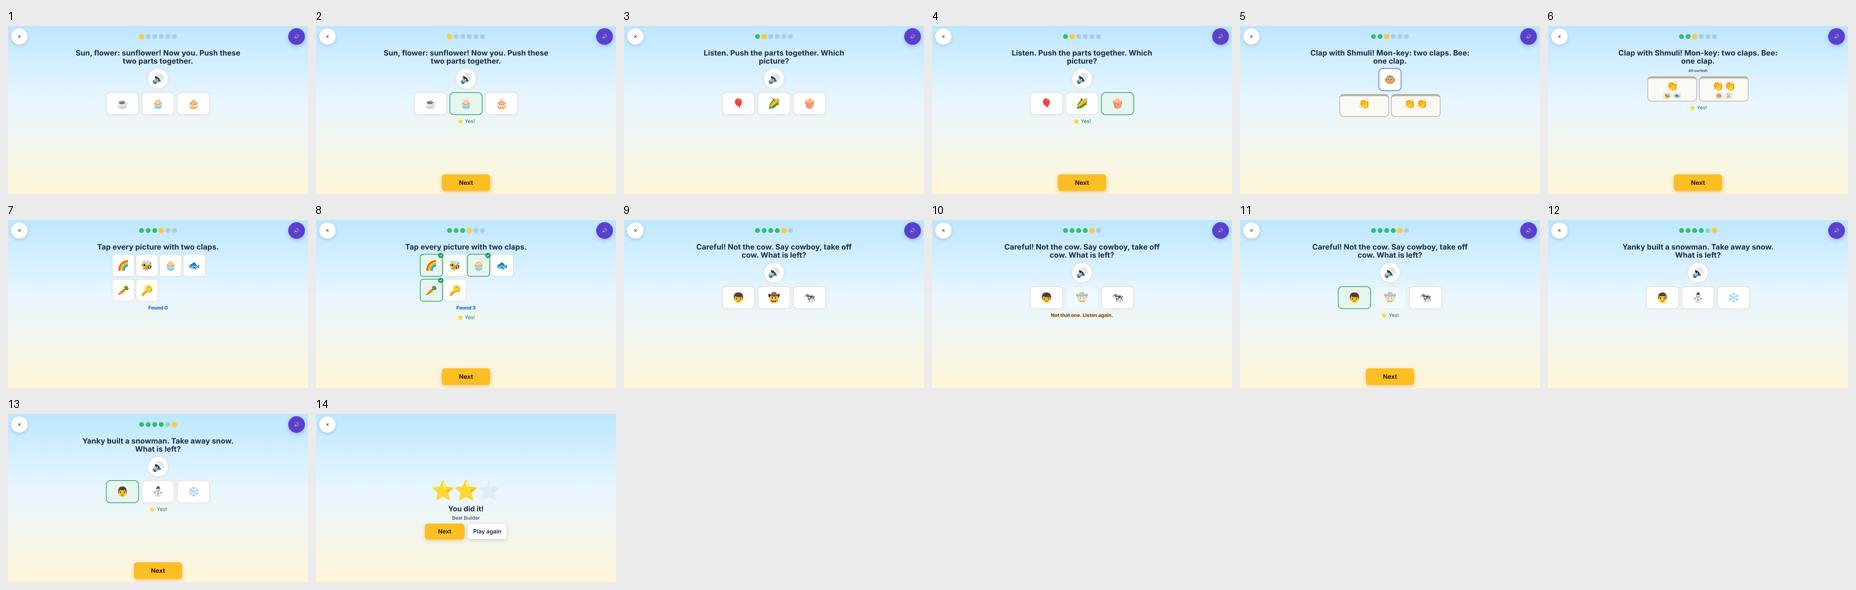 1
Sun, flower: sunflower! Now you. Push these
two parts together.
2
Sun, flower: sunflower! Now you. Push these
two parts together.
Yes!
Next
3
Listen. Push the parts together. Which
picture?
4
Listen. Push the parts together. Which
picture?
Yes!
Next
5
Clap with Shmuli! Mon-key: two claps. Bee:
one clap.
6
Clap with Shmuli! Mon-key: two claps. Bee:
one clap.
All sorted!
Yes!
Next
7
Tap every picture with two claps.
Found 0
8
Tap every picture with two claps.
Found 3
Yes!
Next
9
Careful! Not the cow. Say cowboy, take off
cow. What is left?
10
Careful! Not the cow. Say cowboy, take off
cow. What is left?
Not that one. Listen again.
11
Careful! Not the cow. Say cowboy, take off
cow. What is left?
Yes!
Next
12
Yanky built a snowman. Take away snow.
What is left?
13
Yanky built a snowman. Take away snow.
What is left?
Yes!
Next
14
You did it!
Beat Builder
Next
Play again